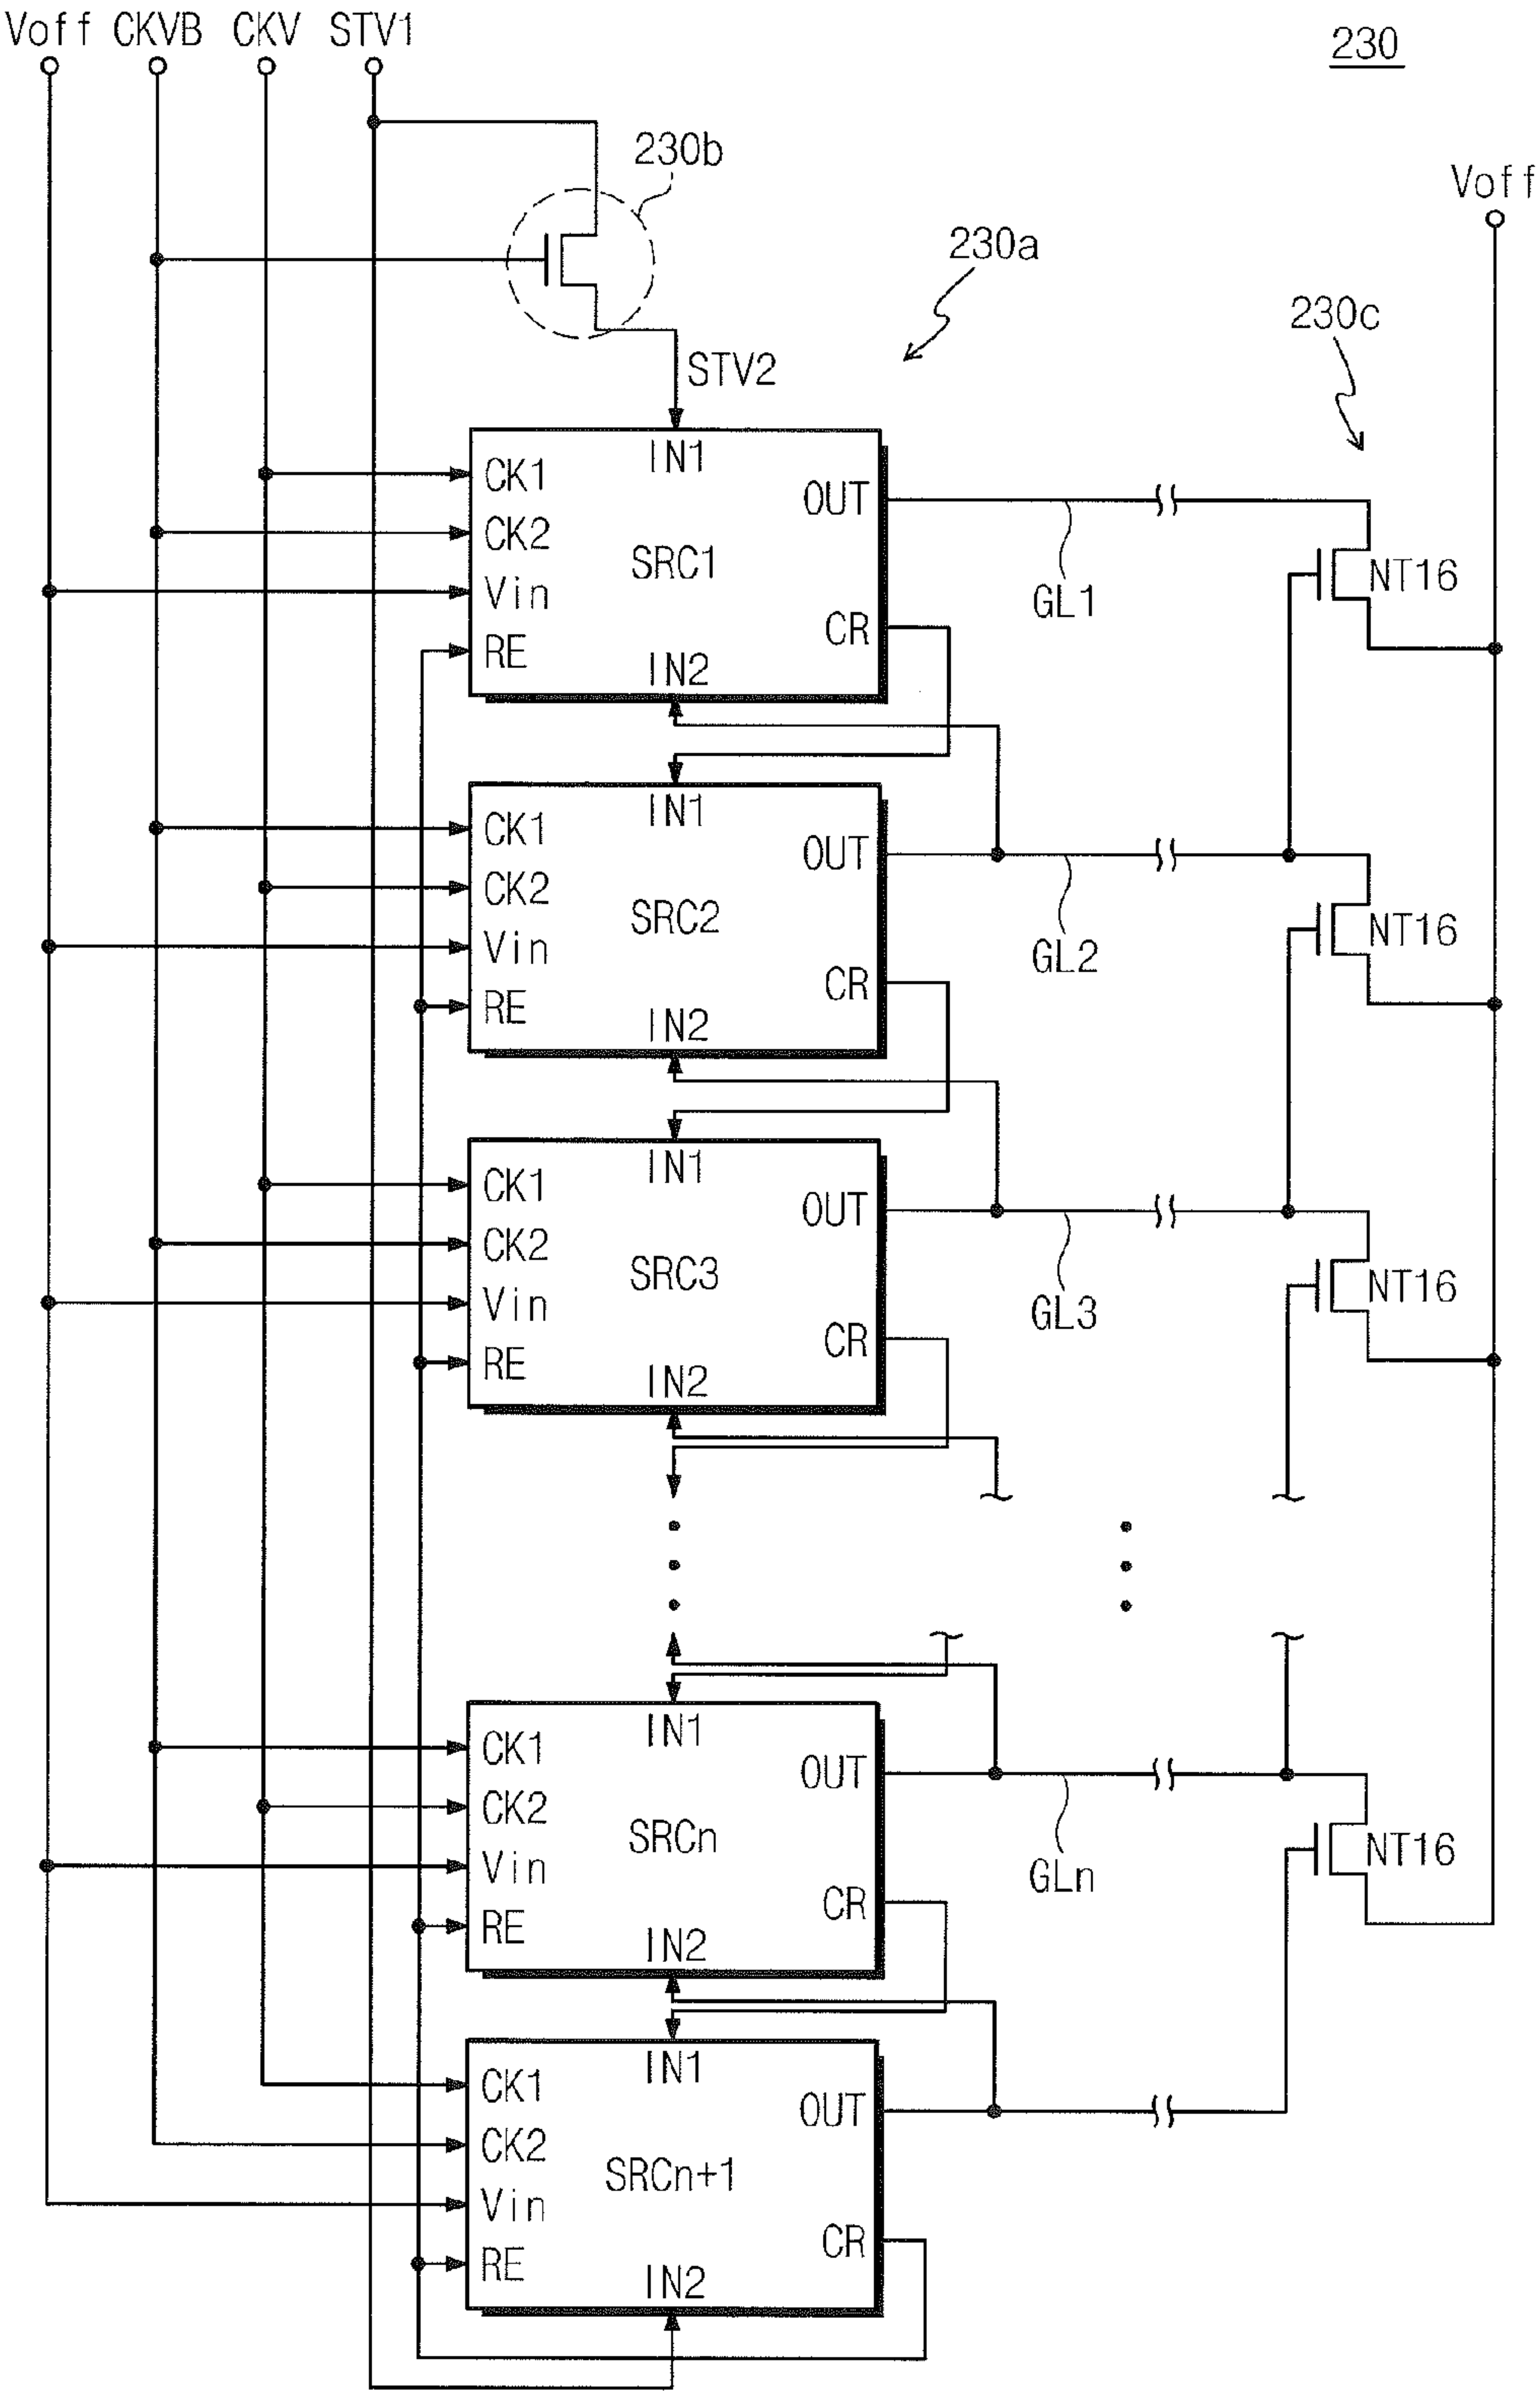 Voff CKVB CKV STV1
230
230b
Voff
230a
230c
STV2
IN1
CK1
OUT
CK2
SRC1
NT16
Vin
GL1
CR
RE
IN2
IN1
CK1
OUT
CK2
SRC2
NT16
Vin
GL2
CR
RE
IN2
IN1
CK1
OUT
CK2
SRC3
NT16
Vin
GL3
CR
RE
IN2
IN1
CK1
OUT
CK2
SRCn
NT16
Vin
GLn
CR
RE
IN2
IN1
CK1
OUT
CK2
SRCn+1
Vin
CR
RE
IN2